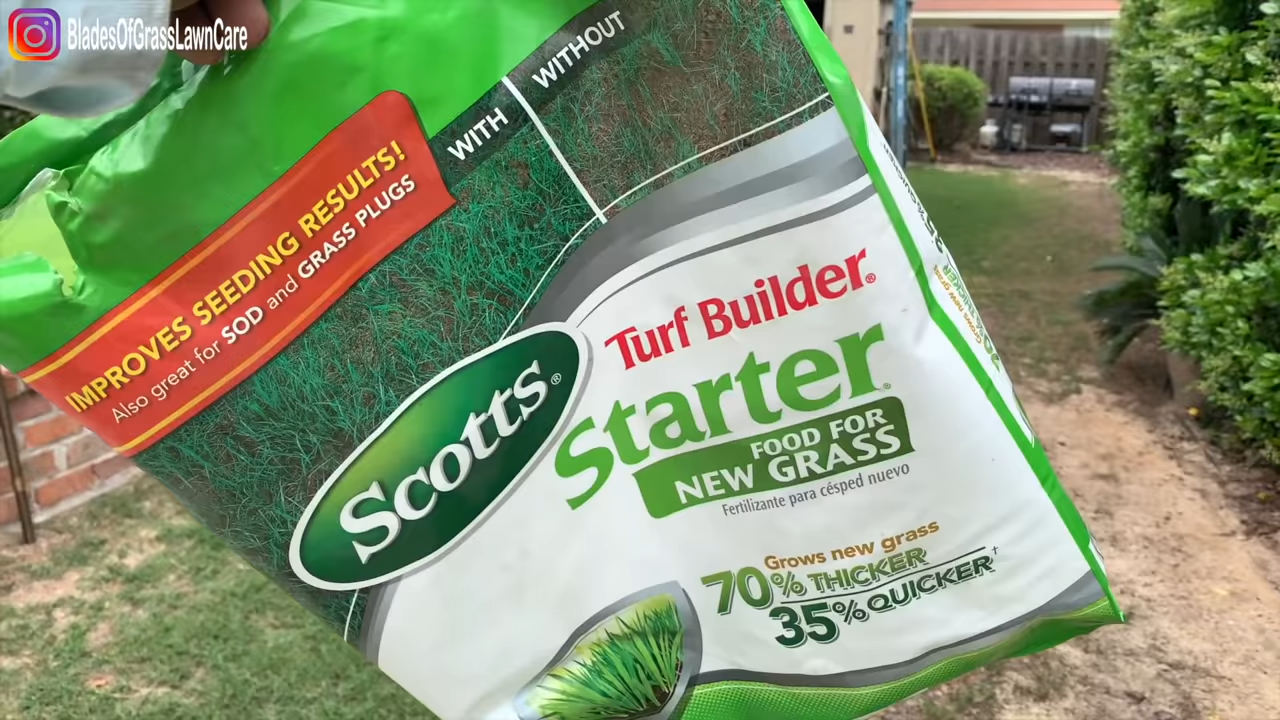 BladesOfGrassLawnCare
WITHOUT
WITH
IMPROVES SEEDING RESULTS!
Also great for SOD and GRASS PLUGS
Turf Builder®
Scotts®
Starter®
FOOD FOR
NEW GRASS
Fertilizante para césped nuevo
Grows new grass
70% THICKER
35% QUICKER†